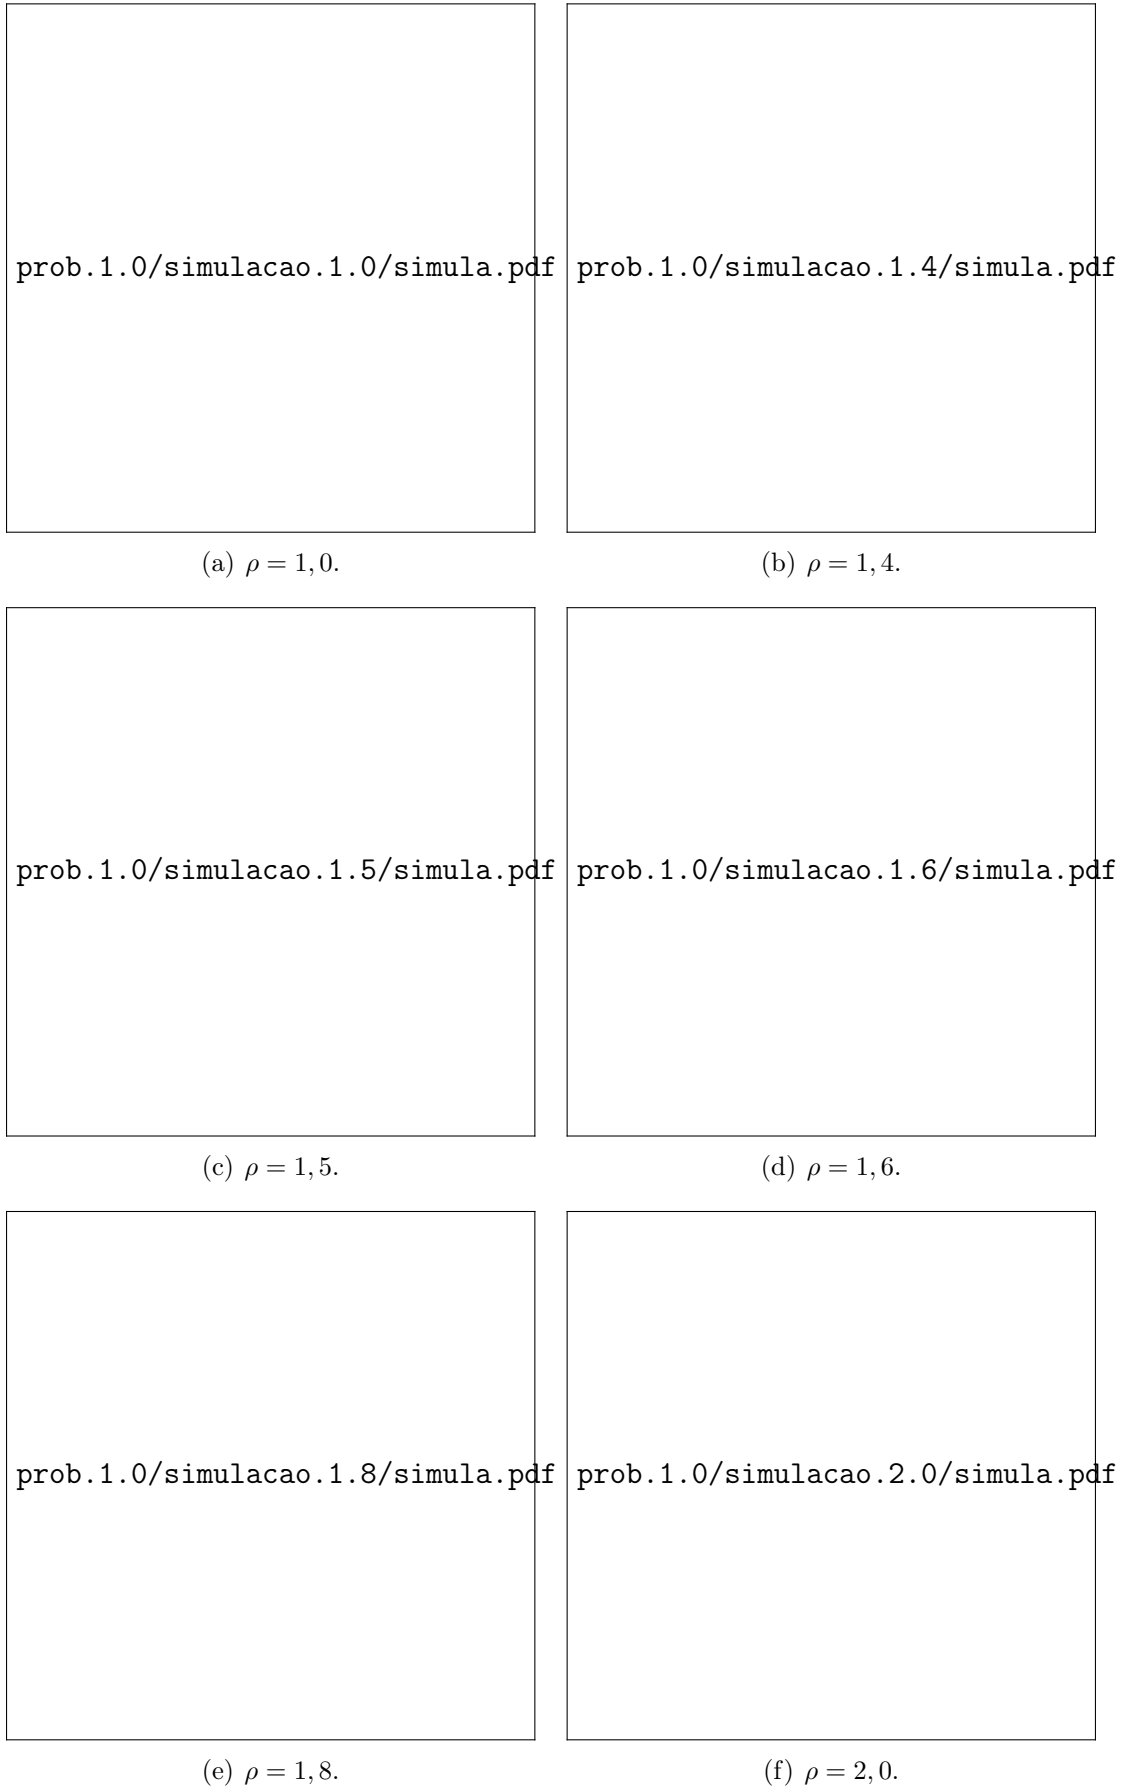 prob.1.0/simulacao.1.0/simula.pdf
prob.1.0/simulacao.1.4/simula.pdf
(a) ρ = 1, 0.
(b) ρ = 1, 4.
prob.1.0/simulacao.1.5/simula.pdf
prob.1.0/simulacao.1.6/simula.pdf
(c) ρ = 1, 5.
(d) ρ = 1, 6.
prob.1.0/simulacao.1.8/simula.pdf
prob.1.0/simulacao.2.0/simula.pdf
(e) ρ = 1, 8.
(f) ρ = 2, 0.